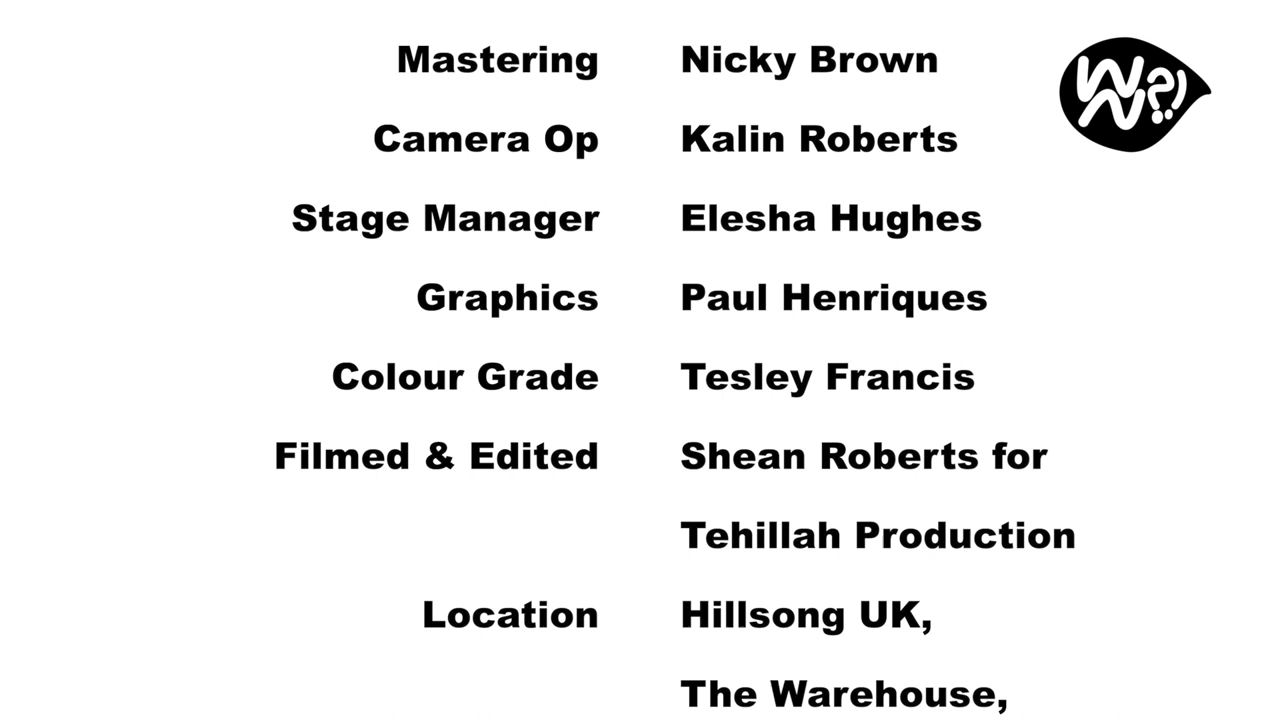 Mastering Nicky Brown
Camera Op Kalin Roberts
Stage Manager Elesha Hughes
Graphics Paul Henriques
Colour Grade Tesley Francis
Filmed & Edited Shean Roberts for
Tehillah Production
Location Hillsong UK,
The Warehouse,